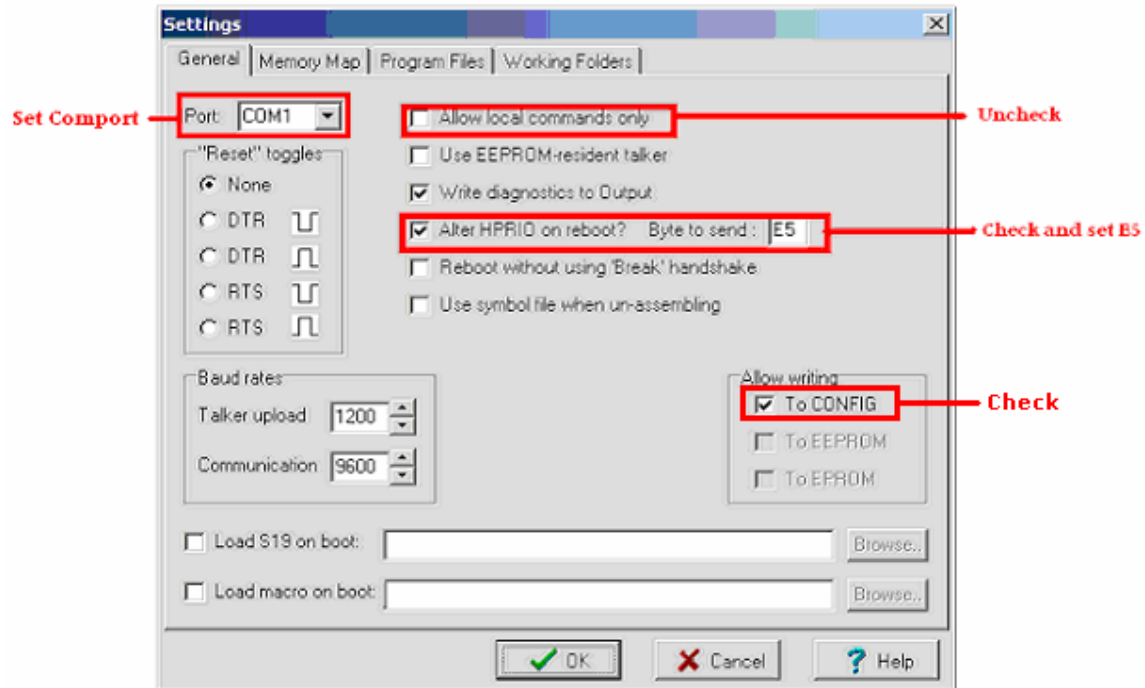 Settings
General Memory Map Program Files Working Folders
Set Comport
Port: COM1
Allow local commands only
Uncheck
"Reset" toggles
None
DTR
DTR
RTS
RTS
Use EEPROM-resident talker
Write diagnostics to Output
Alter HPRIO on reboot? Byte to send : E5
Check and set E5
Reboot without using 'Break' handshake
Use symbol file when un-assembling
Baud rates
Talker upload 1200
Communication 9600
Allow writing
To CONFIG
Check
To EEPROM
To EPROM
Load S19 on boot:
Browse..
Load macro on boot:
Browse..
OK
Cancel
? Help